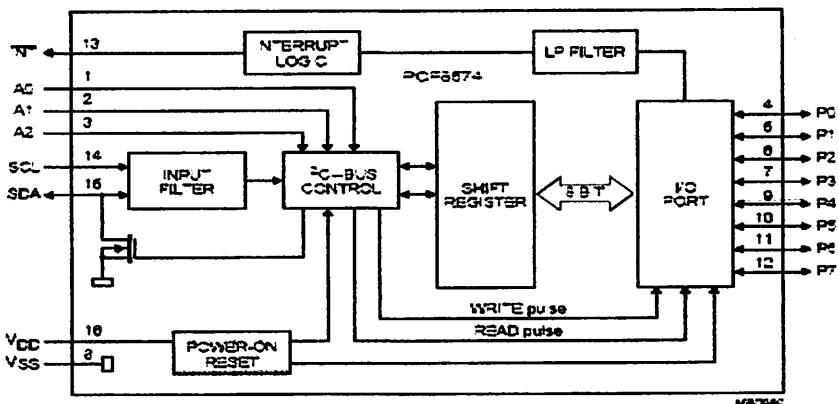 INT 13
INTERRUPT LOGIC
LP FILTER
PCF8574
A0 1
A1 2
A2 3
SCL 14
SDA 15
INPUT FILTER
I²C-BUS CONTROL
SHIFT REGISTER
8 BIT
I/O PORT
4 P0
5 P1
6 P2
7 P3
9 P4
10 P5
11 P6
12 P7
WRITE pulse
READ pulse
VDD 16
VSS 8
POWER-ON RESET